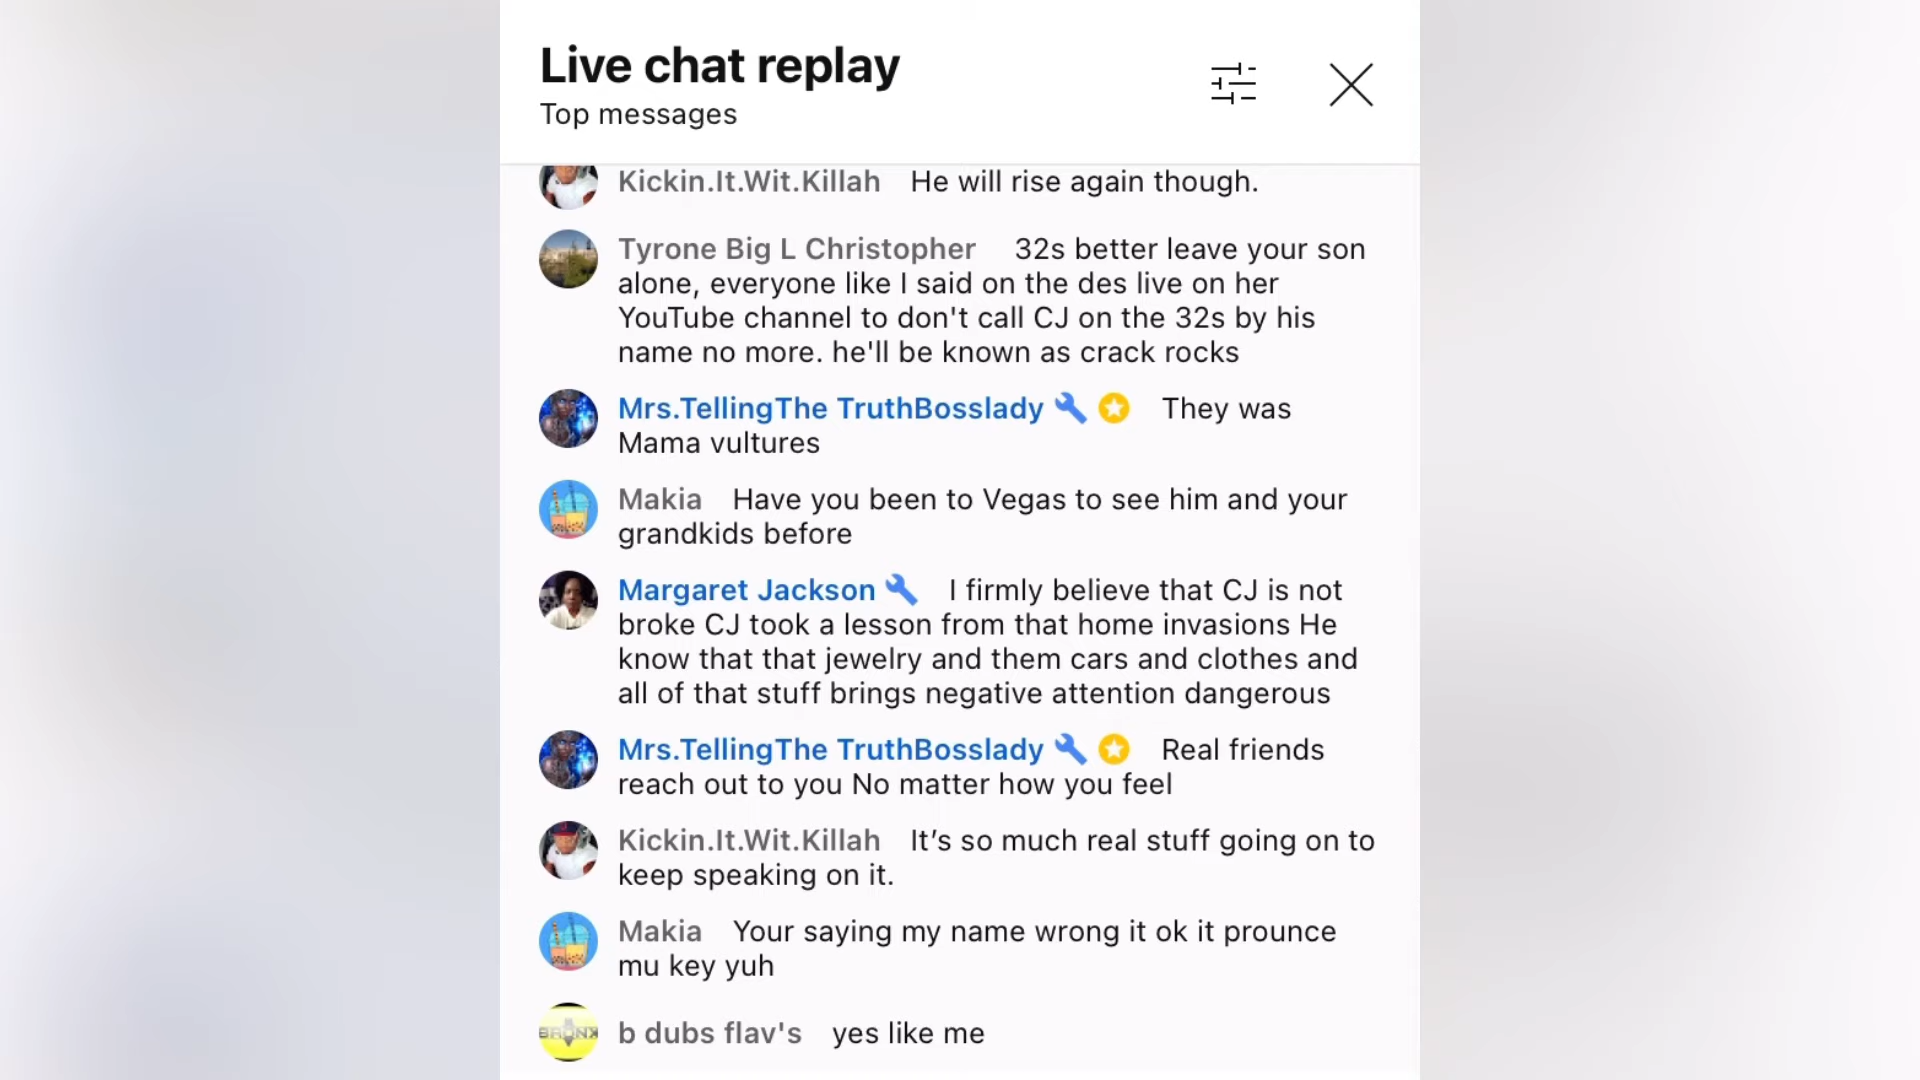 Live chat replay
Top messages
Kickin.It.Wit.Killah He will rise again though.
Tyrone Big L Christopher 32s better leave your son
alone, everyone like I said on the des live on her
YouTube channel to don't call CJ on the 32s by his
name no more. he'll be known as crack rocks
Mrs.TellingThe TruthBosslady They was
Mama vultures
Makia Have you been to Vegas to see him and your
grandkids before
Margaret Jackson I firmly believe that CJ is not
broke CJ took a lesson from that home invasions He
know that that jewelry and them cars and clothes and
all of that stuff brings negative attention dangerous
Mrs.TellingThe TruthBosslady Real friends
reach out to you No matter how you feel
Kickin.It.Wit.Killah It’s so much real stuff going on to
keep speaking on it.
Makia Your saying my name wrong it ok it prounce
mu key yuh
BRONX
b dubs flav's yes like me